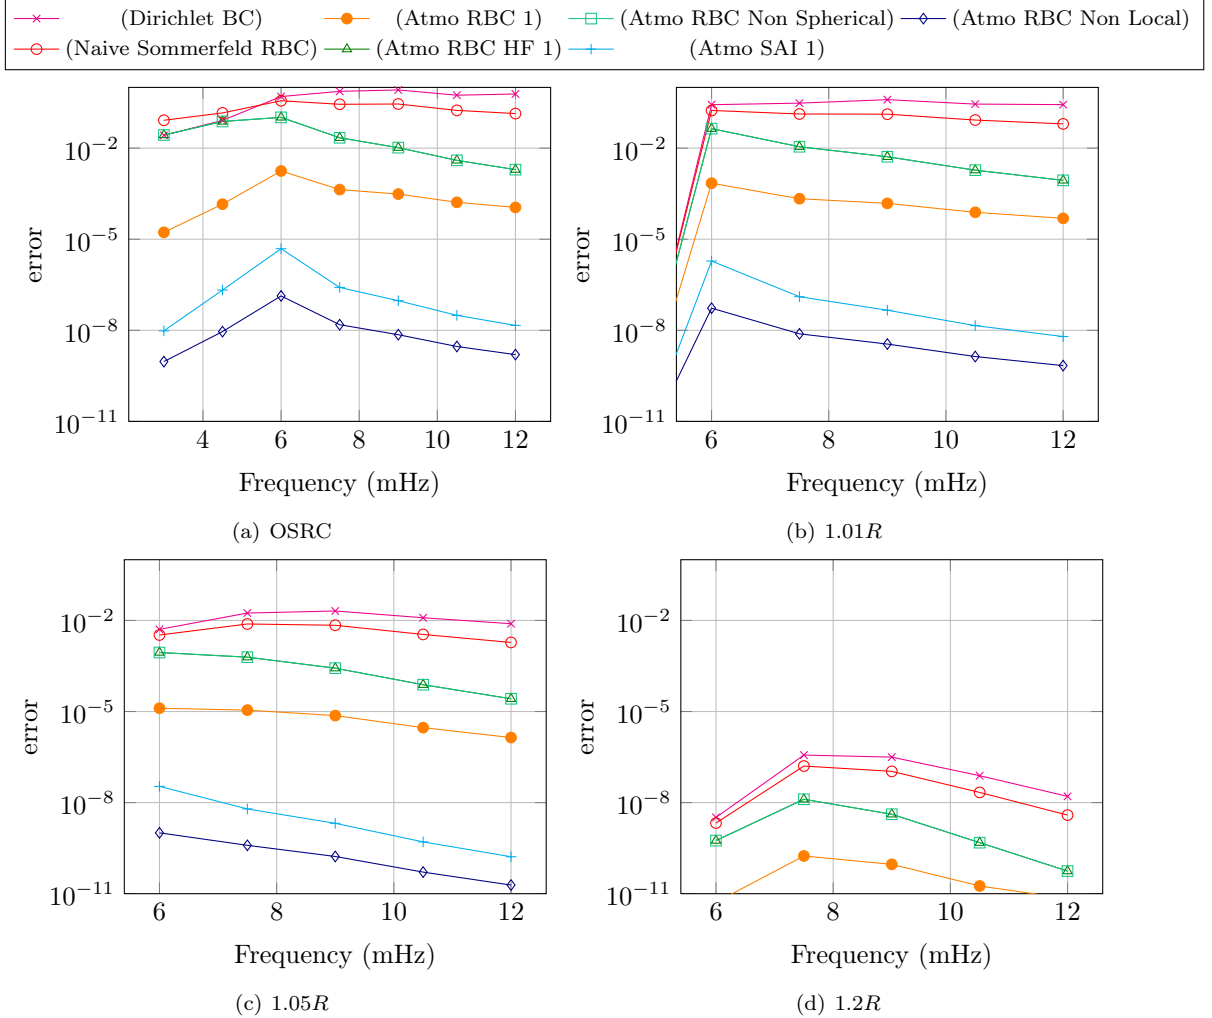 (Dirichlet BC) (Atmo RBC 1) (Atmo RBC Non Spherical) (Atmo RBC Non Local)
(Naive Sommerfeld RBC) (Atmo RBC HF 1) (Atmo SAI 1)
10−2
10−5
10−8
10−11
error
4 6 8 10 12
Frequency (mHz)
(a) OSRC
10−2
10−5
10−8
10−11
error
6 8 10 12
Frequency (mHz)
(b) 1.01R
10−2
10−5
10−8
10−11
error
6 8 10 12
Frequency (mHz)
(c) 1.05R
10−2
10−5
10−8
10−11
error
6 8 10 12
Frequency (mHz)
(d) 1.2R